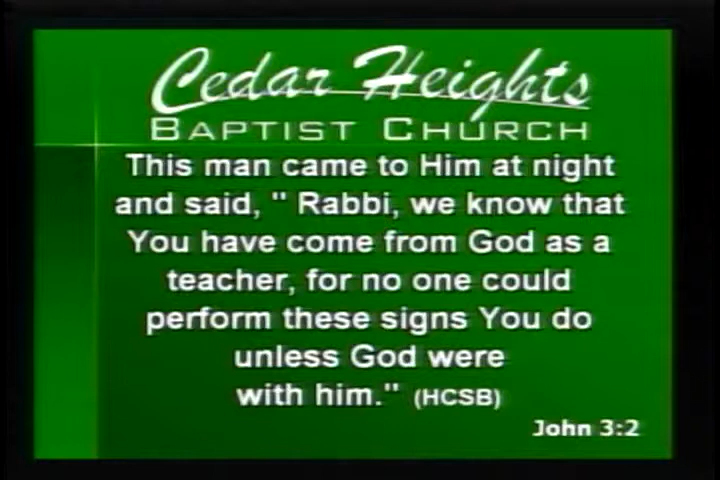 Cedar Heights
BAPTIST CHURCH
This man came to Him at night
and said, " Rabbi, we know that
You have come from God as a
teacher, for no one could
perform these signs You do
unless God were
with him." (HCSB)
John 3:2